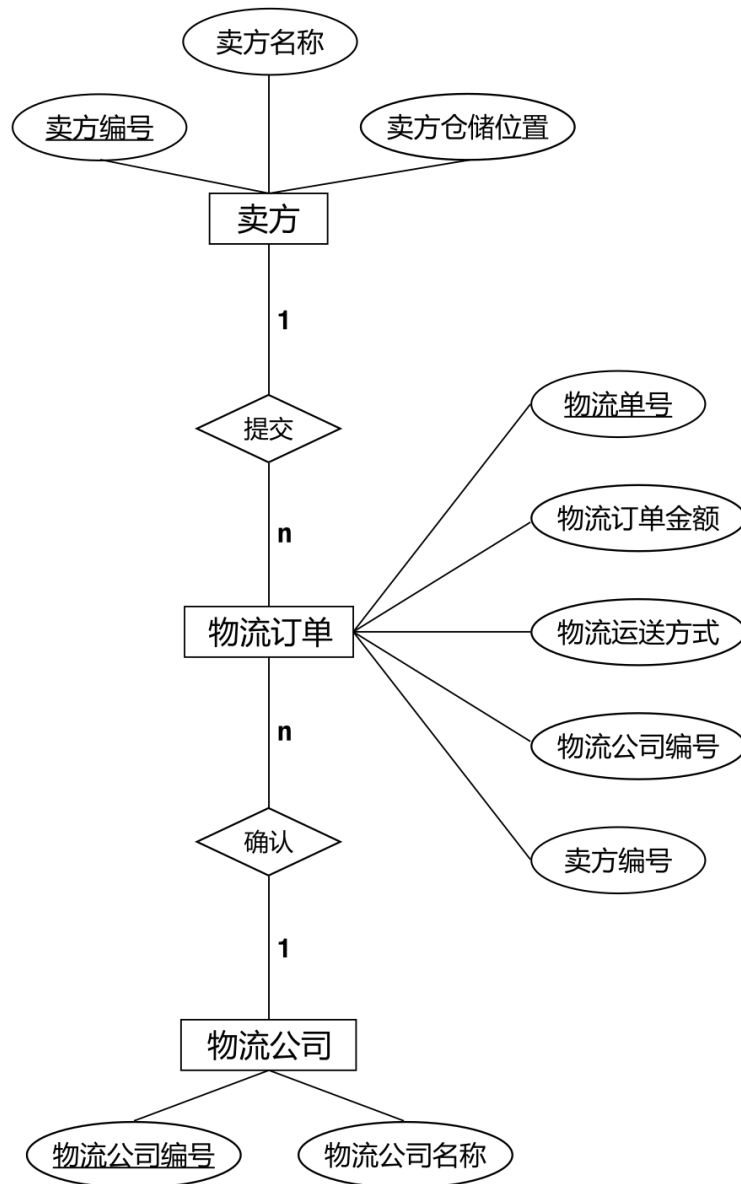 卖方名称
卖方编号
卖方仓储位置
卖方
1
提交
物流单号
n
物流订单金额
物流订单
物流运送方式
n
物流公司编号
确认
卖方编号
1
物流公司
物流公司编号
物流公司名称